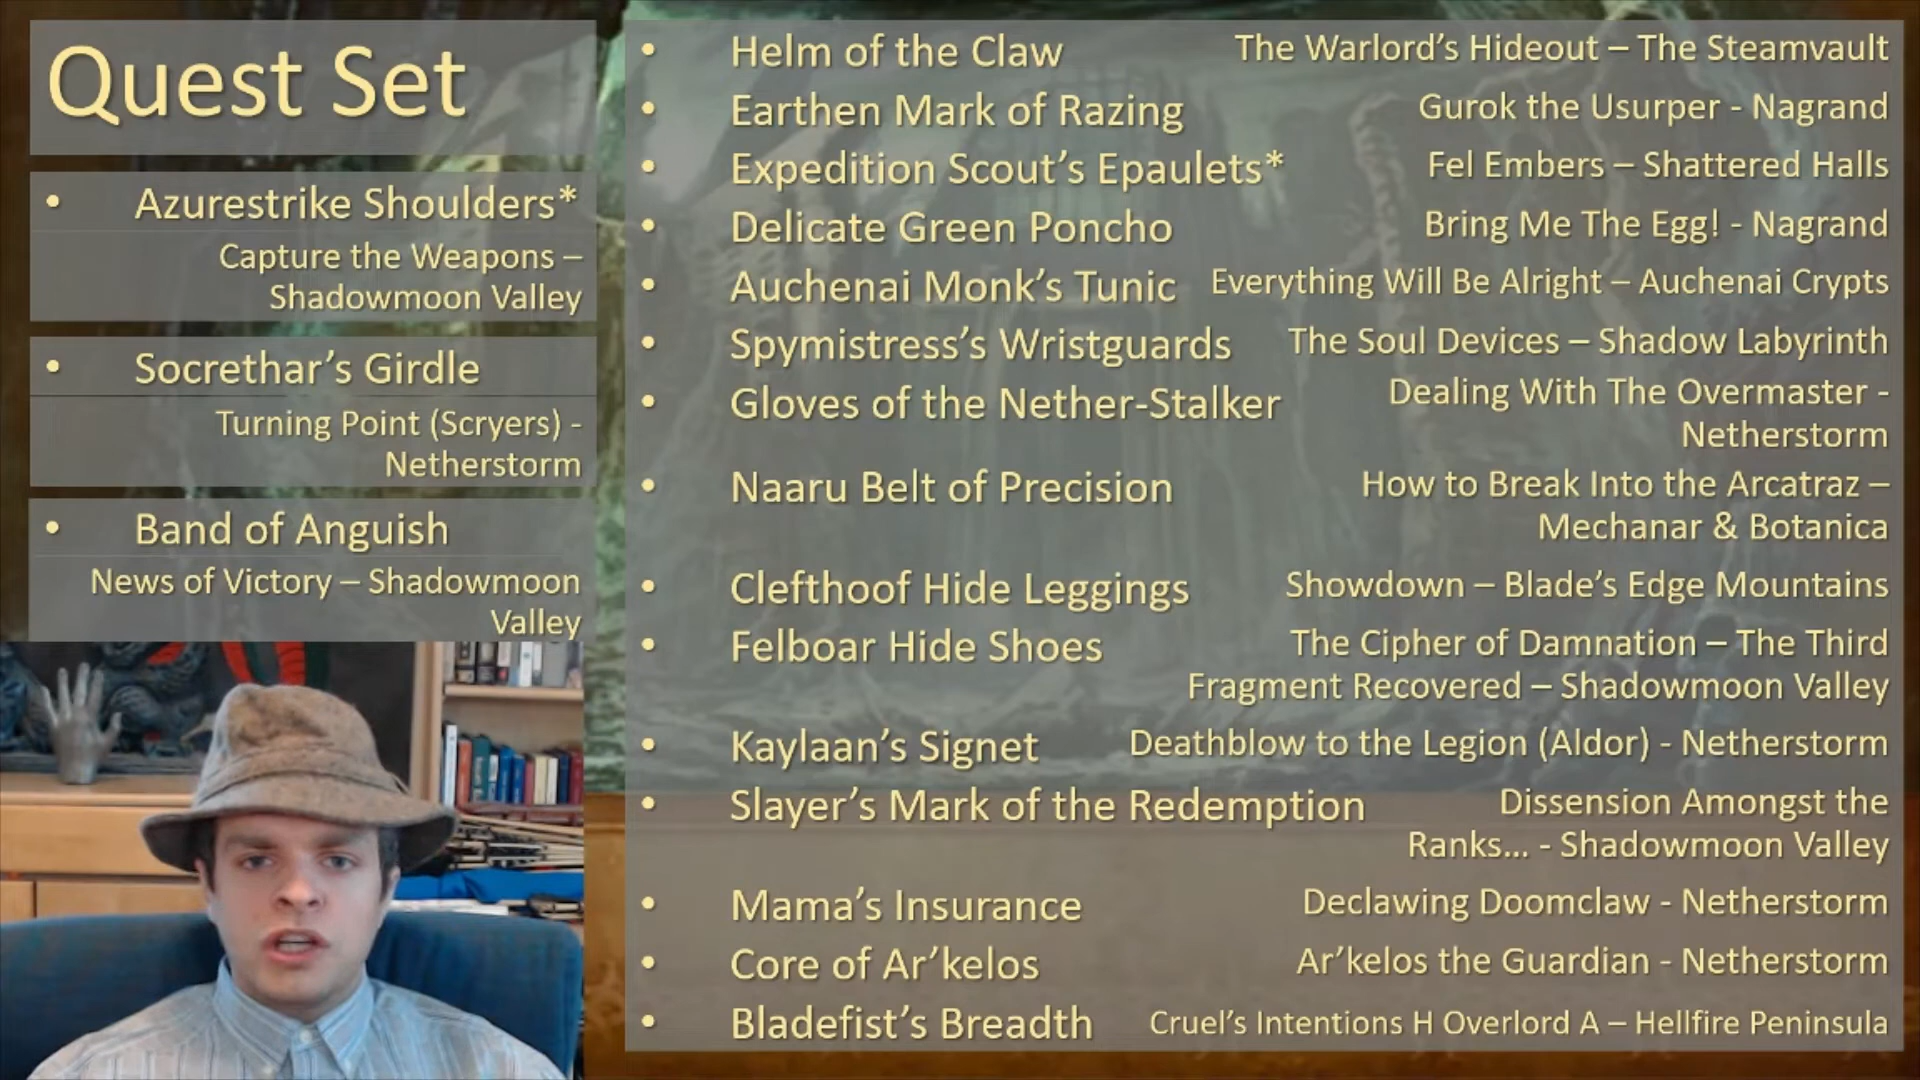 Quest Set
• Azurestrike Shoulders*
Capture the Weapons –
Shadowmoon Valley
• Socrethar’s Girdle
Turning Point (Scryers) -
Netherstorm
• Band of Anguish
News of Victory – Shadowmoon
Valley
• Helm of the Claw The Warlord’s Hideout – The Steamvault
• Earthen Mark of Razing Gurok the Usurper - Nagrand
• Expedition Scout’s Epaulets* Fel Embers – Shattered Halls
• Delicate Green Poncho Bring Me The Egg! - Nagrand
• Auchenai Monk’s Tunic Everything Will Be Alright – Auchenai Crypts
• Spymistress’s Wristguards The Soul Devices – Shadow Labyrinth
• Gloves of the Nether-Stalker Dealing With The Overmaster -
Netherstorm
• Naaru Belt of Precision How to Break Into the Arcatraz –
Mechanar & Botanica
• Clefthoof Hide Leggings Showdown – Blade’s Edge Mountains
• Felboar Hide Shoes The Cipher of Damnation – The Third
Fragment Recovered – Shadowmoon Valley
• Kaylaan’s Signet Deathblow to the Legion (Aldor) - Netherstorm
• Slayer’s Mark of the Redemption Dissension Amongst the
Ranks... - Shadowmoon Valley
• Mama’s Insurance Declawing Doomclaw - Netherstorm
• Core of Ar’kelos Ar’kelos the Guardian - Netherstorm
• Bladefist’s Breadth Cruel’s Intentions H Overlord A – Hellfire Peninsula